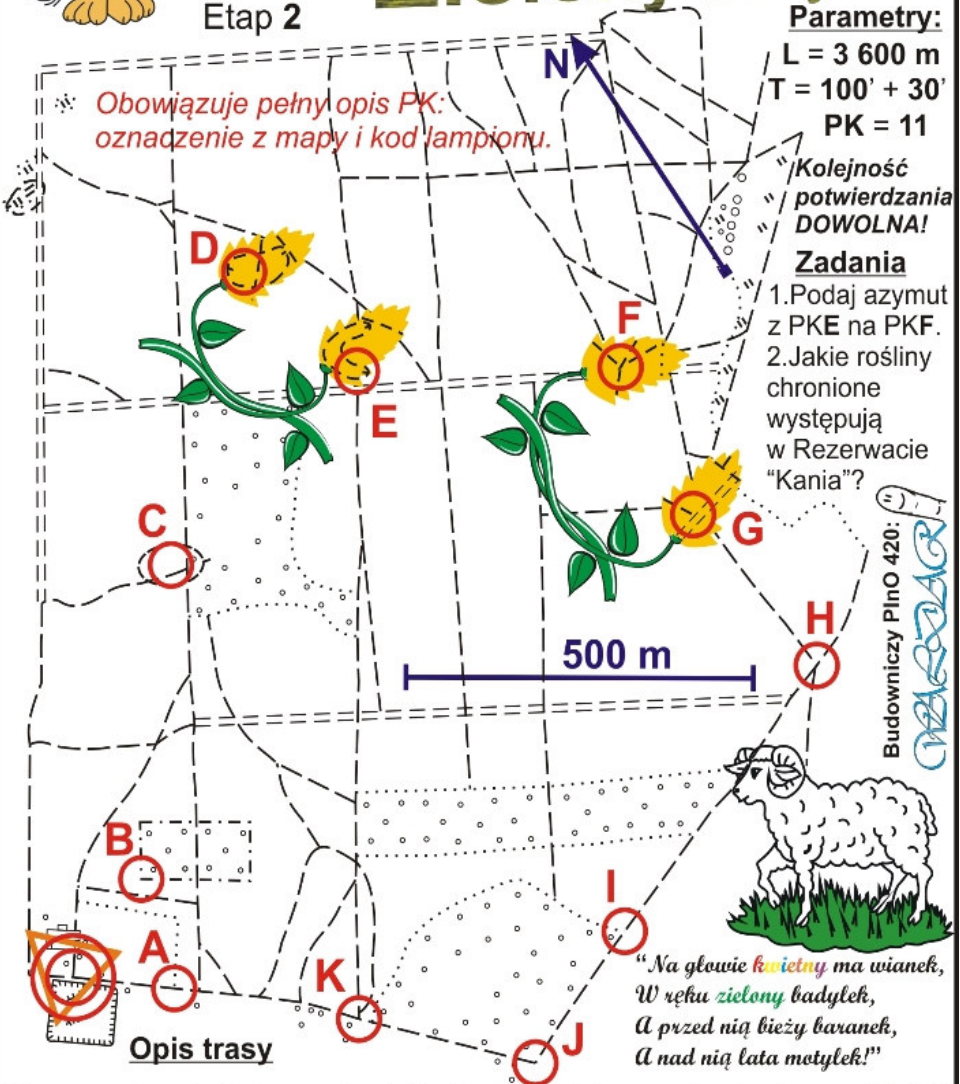 Etap 2
Parametry:
L = 3 600 m
T = 100' + 30'
PK = 11
N
Obowiązuje pełny opis PK:
oznaczenie z mapy i kod lampionu.
Kolejność
potwierdzania
DOWOLNA!
Zadania
1.Podaj azymut
z PKE na PKF.
2.Jakie rośliny
chronione
występują
w Rezerwacie
"Kania"?
D
F
E
C
G
H
500 m
Budowniczy PInO 420:
B
I
A
K
J
"Na głowie kwietny ma wianek,
W ręku zielony badylek,
A przed nią bieży baranek,
A nad nią lata motylek!"
Opis trasy